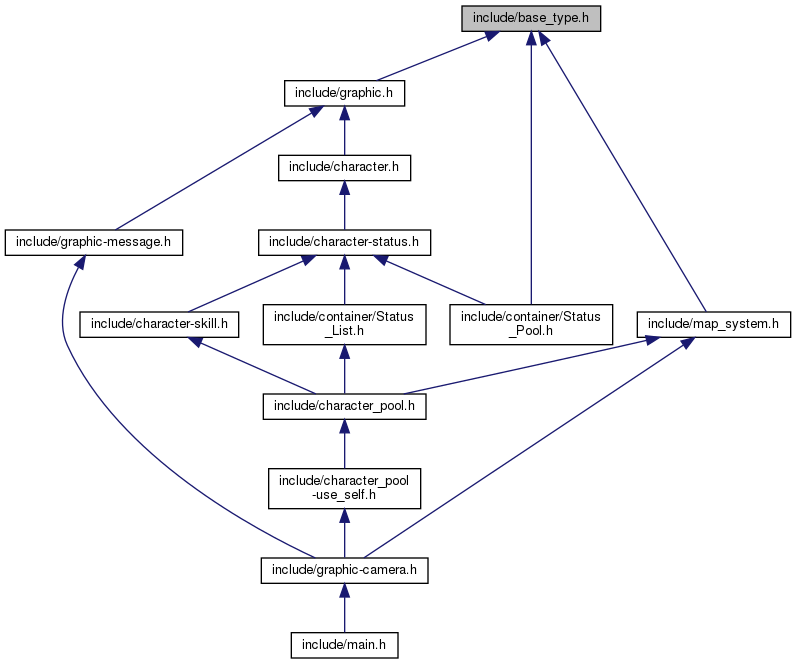 include/base_type.h
include/graphic.h
include/character.h
include/graphic-message.h
include/character-status.h
include/character-skill.h
include/container/Status
_List.h
include/container/Status
_Pool.h
include/map_system.h
include/character_pool.h
include/character_pool
-use_self.h
include/graphic-camera.h
include/main.h